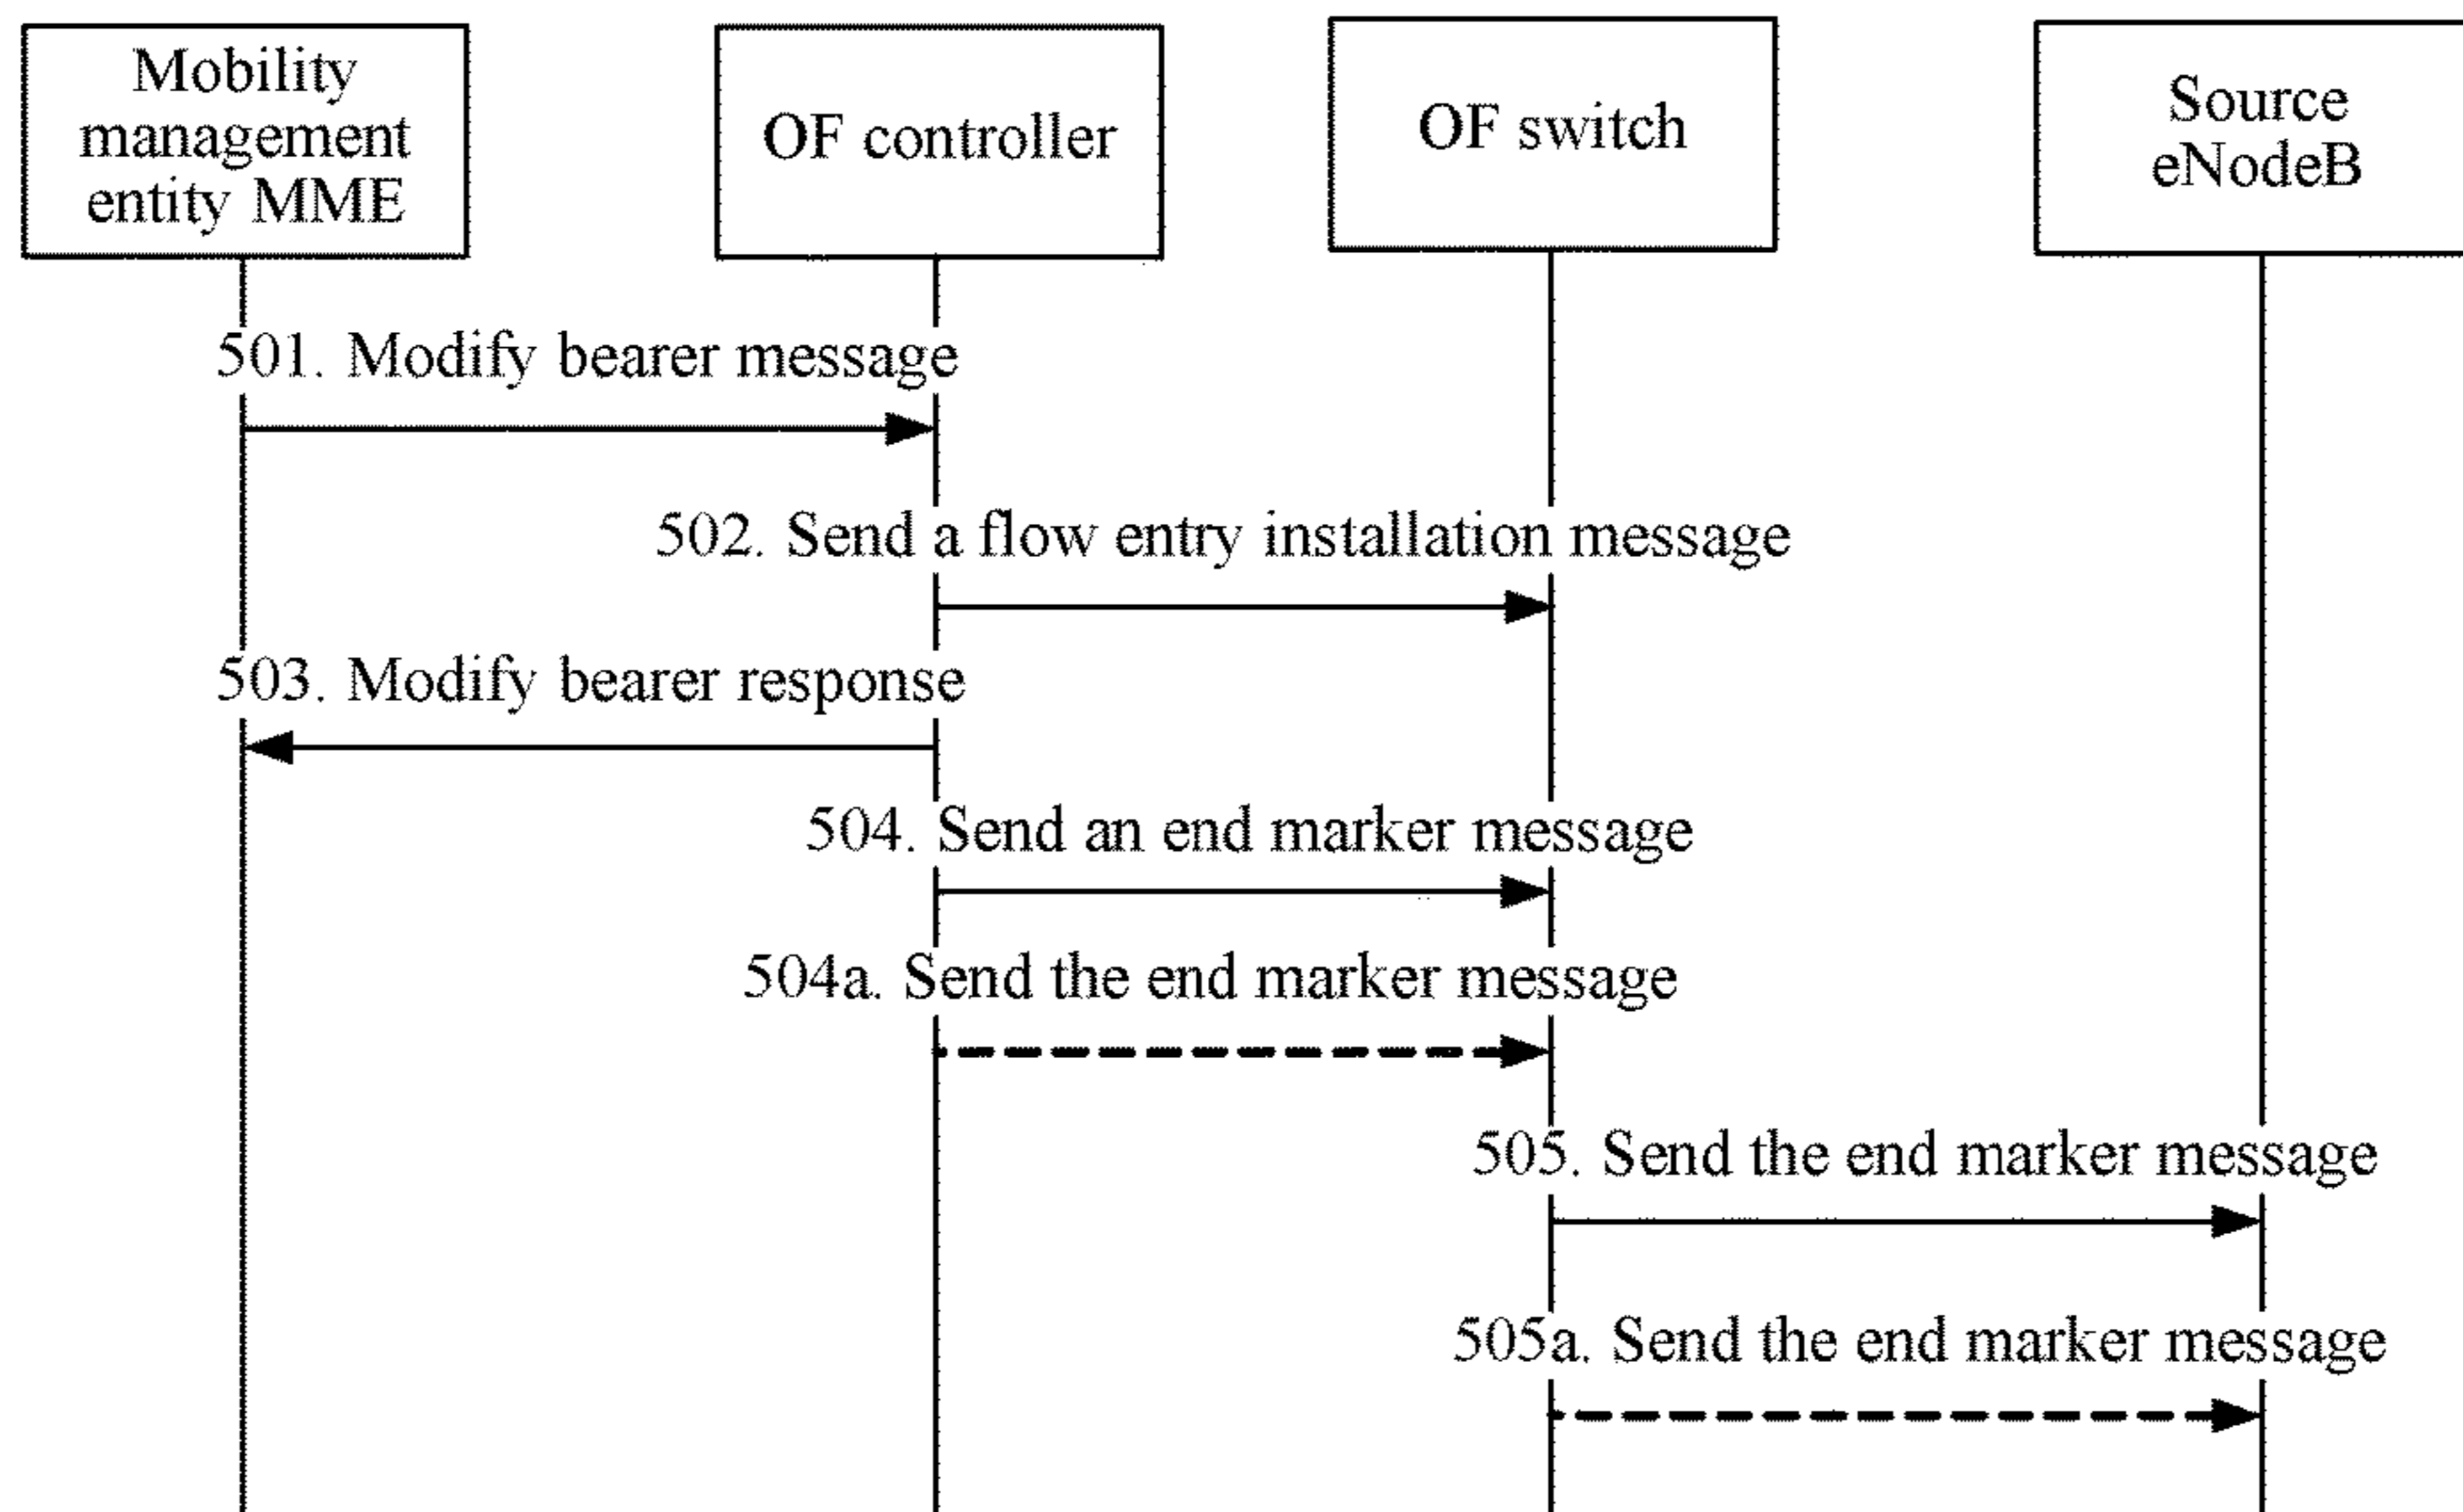 Mobility
management
entity MME
OF controller
OF switch
Source
eNodeB
501. Modify bearer message
502. Send a flow entry installation message
503. Modify bearer response
504. Send an end marker message
504a. Send the end marker message
505. Send the end marker message
505a. Send the end marker message